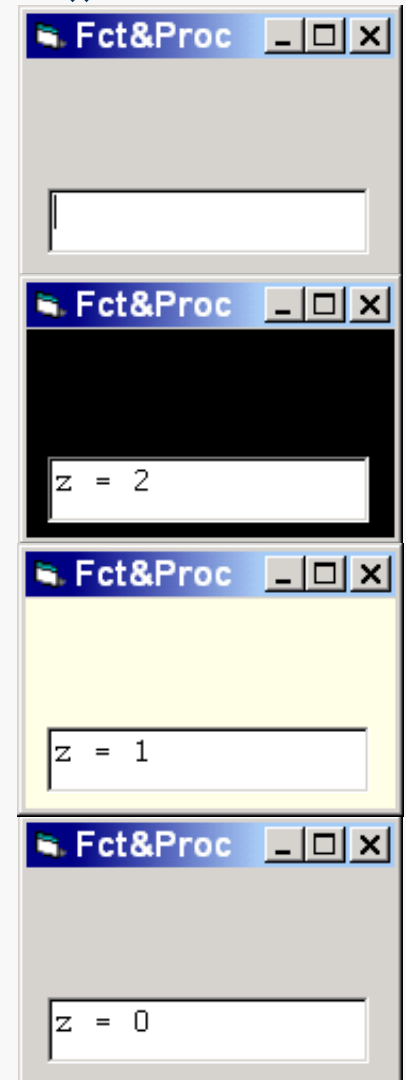 Fct&Proc
Fct&Proc
z = 2
Fct&Proc
z = 1
Fct&Proc
z = 0